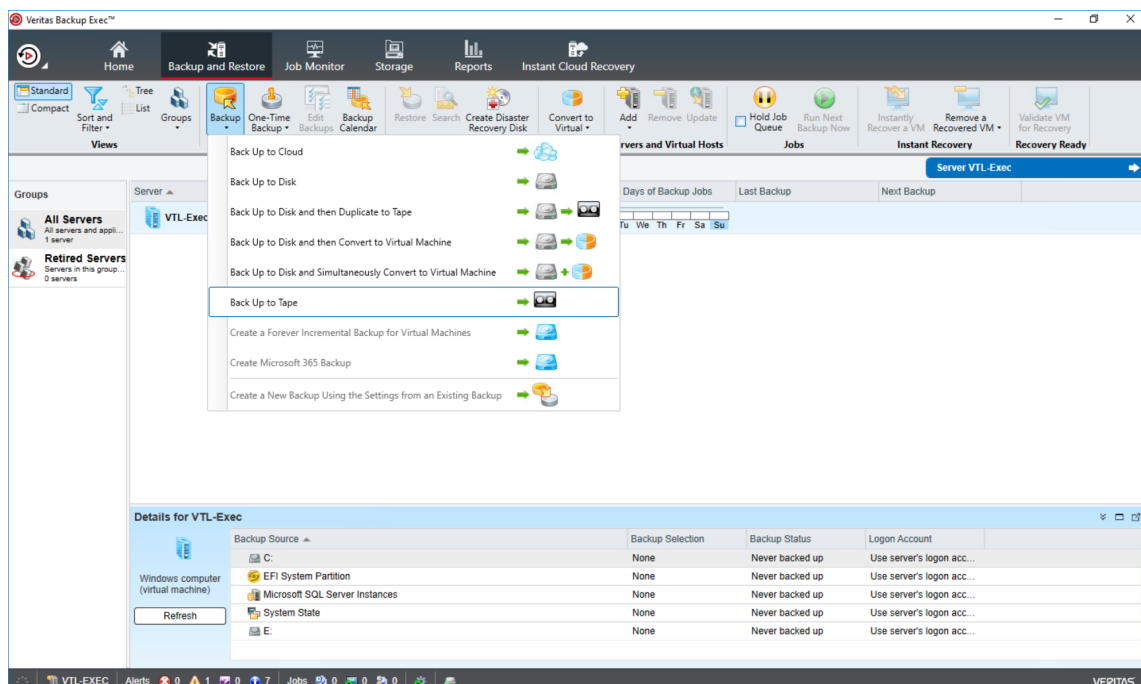 Veritas Backup Exec™
Home
Backup and Restore
Job Monitor
Storage
Reports
Instant Cloud Recovery
Standard
Compact
Sort and Filter
Tree
List
Views
Groups
Backup
One-Time Backup
Edit Backups
Backup Calendar
Restore
Search
Create Disaster Recovery Disk
Convert to Virtual
Add
Remove
Update
rvers and Virtual Hosts
Hold Job Queue
Run Next Backup Now
Jobs
Instantly Recover a VM
Remove a Recovered VM
Instant Recovery
Validate VM for Recovery
Recovery Ready
Back Up to Cloud
Back Up to Disk
Back Up to Disk and then Duplicate to Tape
Back Up to Disk and then Convert to Virtual Machine
Back Up to Disk and Simultaneously Convert to Virtual Machine
Back Up to Tape
Create a Forever Incremental Backup for Virtual Machines
Create Microsoft 365 Backup
Create a New Backup Using the Settings from an Existing Backup
Server VTL-Exec
Groups
All Servers
All servers and appli...
1 server
Retired Servers
Servers in this group...
0 servers
Server
Days of Backup Jobs
Last Backup
Next Backup
VTL-Exec
Tu We Th Fr Sa Su
Details for VTL-Exec
Windows computer
(virtual machine)
Refresh
Backup Source
Backup Selection
Backup Status
Logon Account
C:
None
Never backed up
Use server's logon acc...
EFI System Partition
None
Never backed up
Use server's logon acc...
Microsoft SQL Server Instances
None
Never backed up
Use server's logon acc...
System State
None
Never backed up
Use server's logon acc...
E:
None
Never backed up
Use server's logon acc...
VTL-EXEC
Alerts 0 1 0 7
Jobs 0 0 0
VERITAS